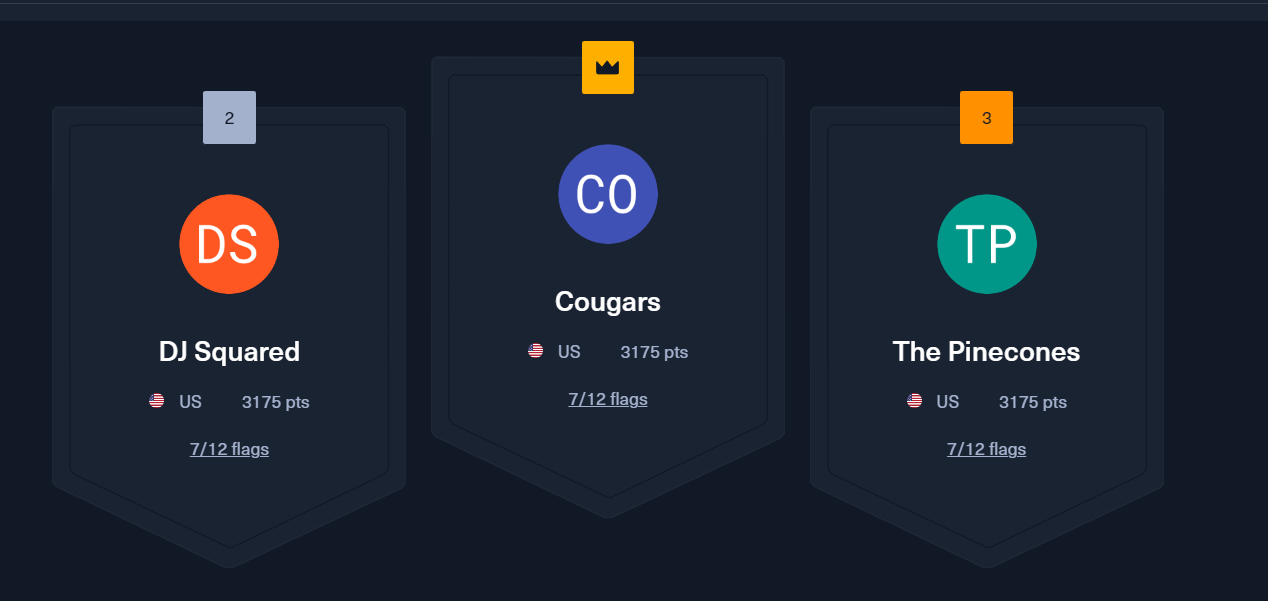 2
DS
DJ Squared
US 3175 pts
7/12 flags
CO
Cougars
US 3175 pts
7/12 flags
3
TP
The Pinecones
US 3175 pts
7/12 flags